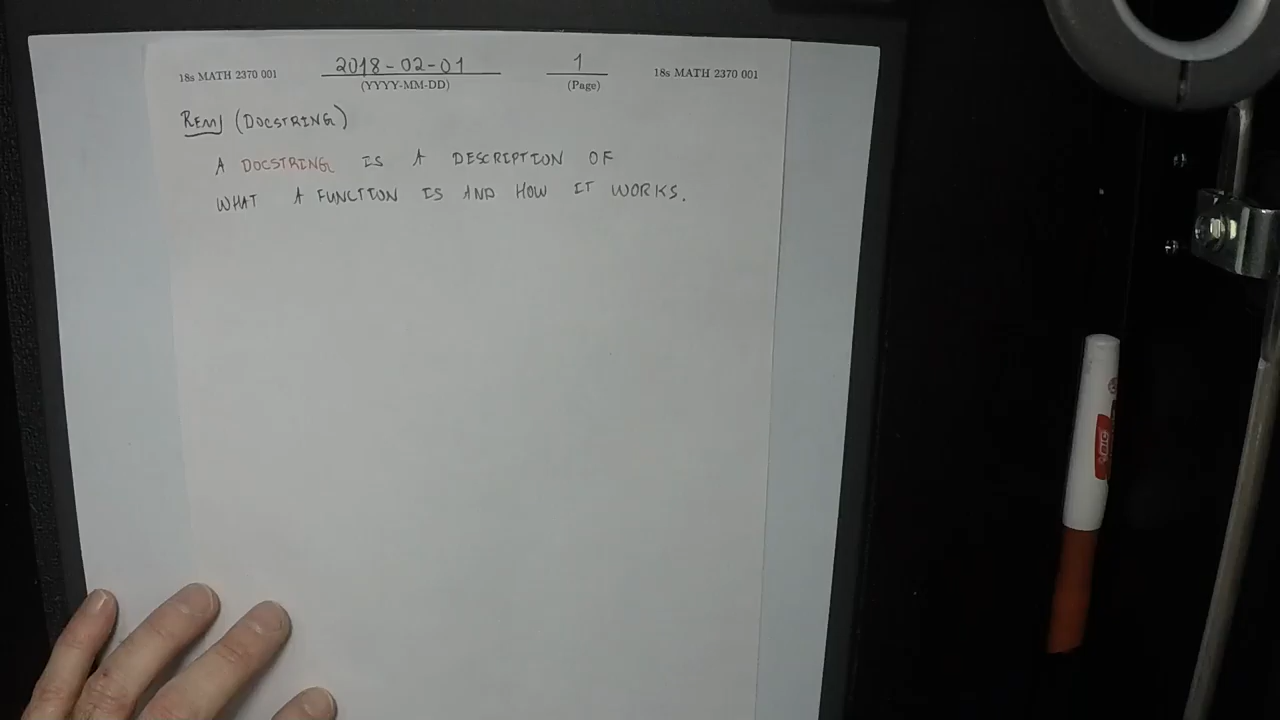 18s MATH 2370 001 2018-02-01 1 18s MATH 2370 001
(YYYY-MM-DD) (Page)
REM (DOCSTRING)
A DOCSTRING IS A DESCRIPTION OF
WHAT A FUNCTION IS AND HOW IT WORKS.
BIC